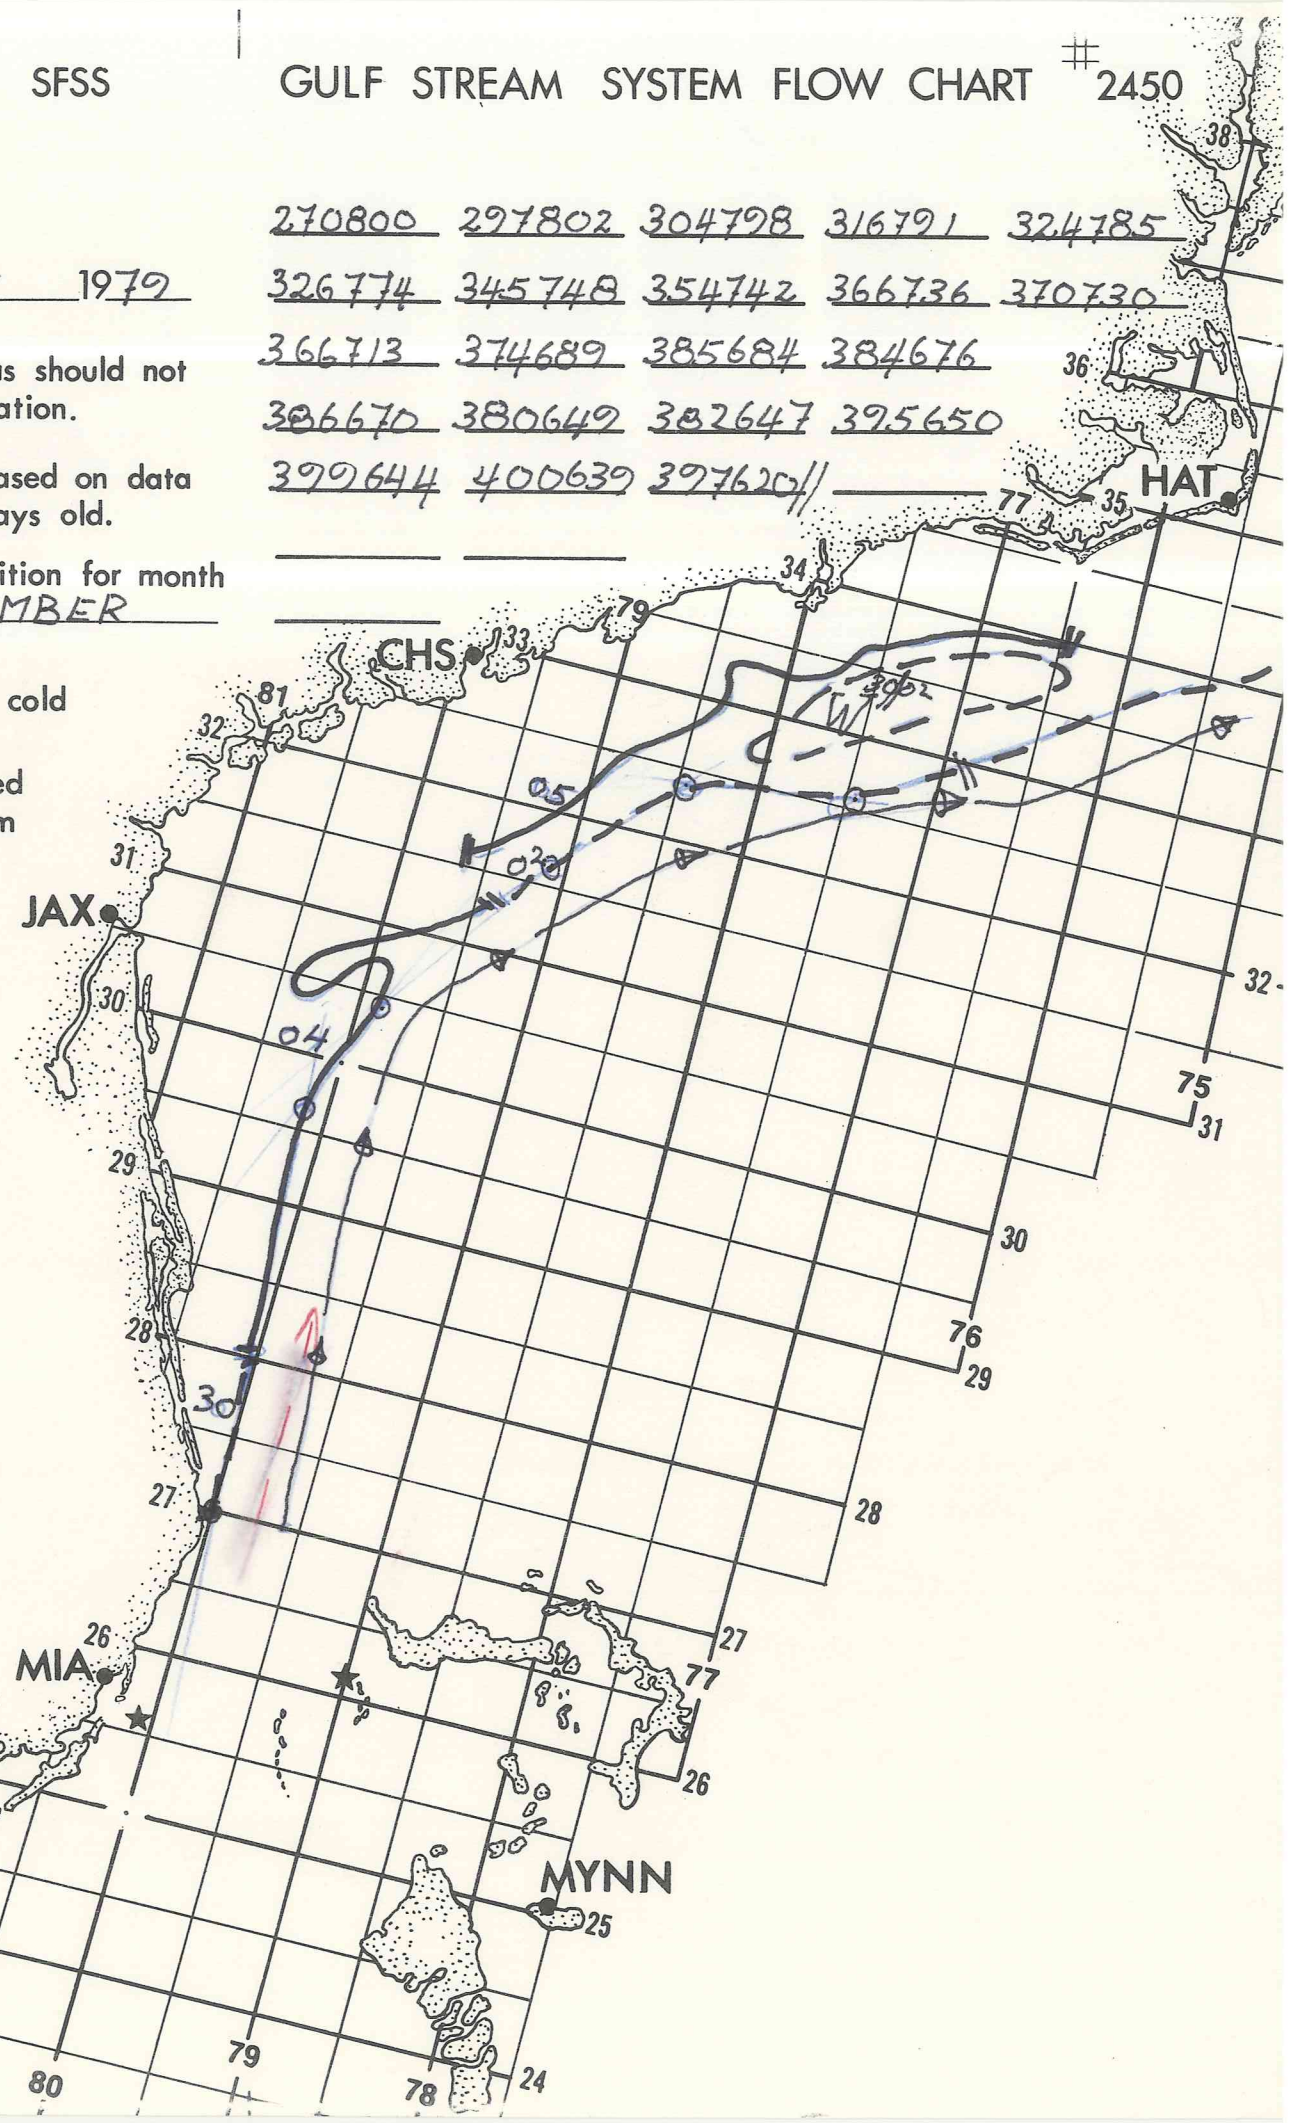 SFSS GULF STREAM SYSTEM FLOW CHART #2450
38
270800 297802 304798 316791 324785
1979 326774 345748 354742 366736 370730
366713 374689 385684 384676
36
s should not
ation.
386670 380649 382647 395650
ased on data 399644 400639 397620//
HAT
ays old.
77 35
ition for month
34
MBER
79
CHS 33
cold
81
32
ed
m
W
05
31
02
JAX
32
30
04
75
31
29
30
28
76
29
30
27
28
26
27
MIA
77
26
MYNN
25
79
80
78
24